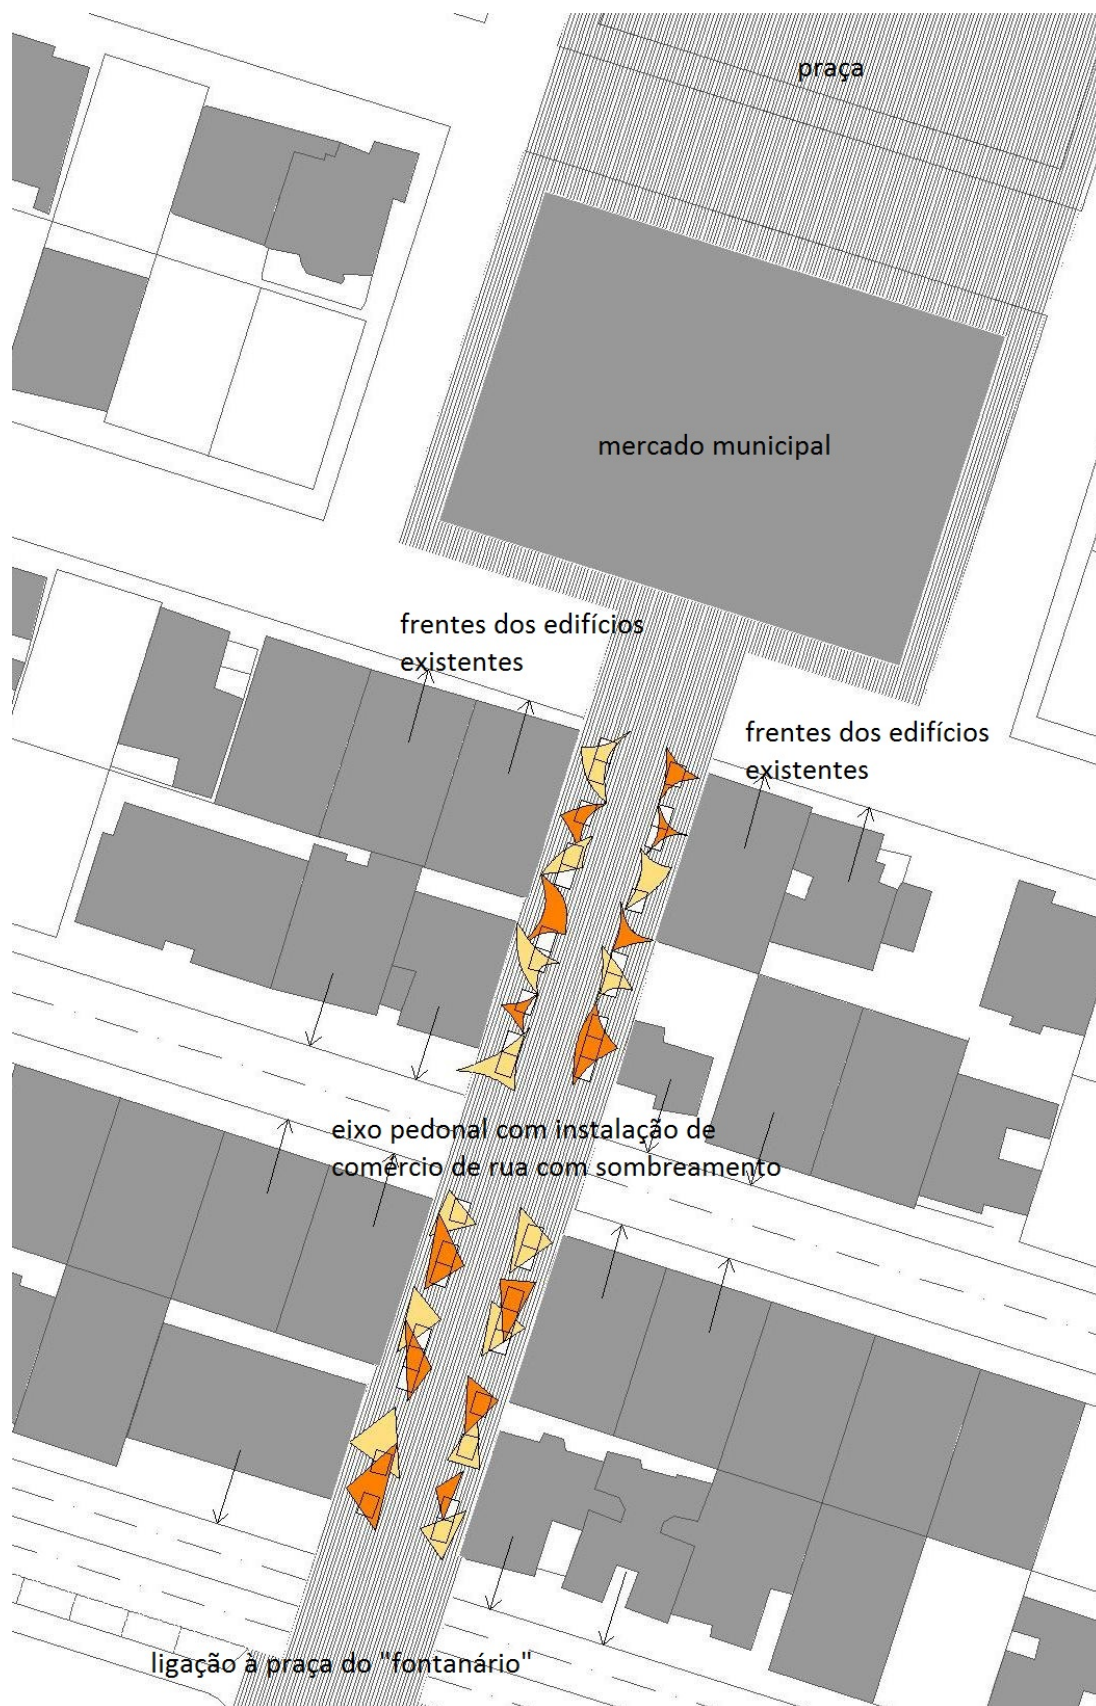 praça
mercado municipal
frentes dos edifícios
existentes
frentes dos edifícios
existentes
eixo pedonal com instalação de
comércio de rua com sombreamento
ligação à praça do "fontanário"